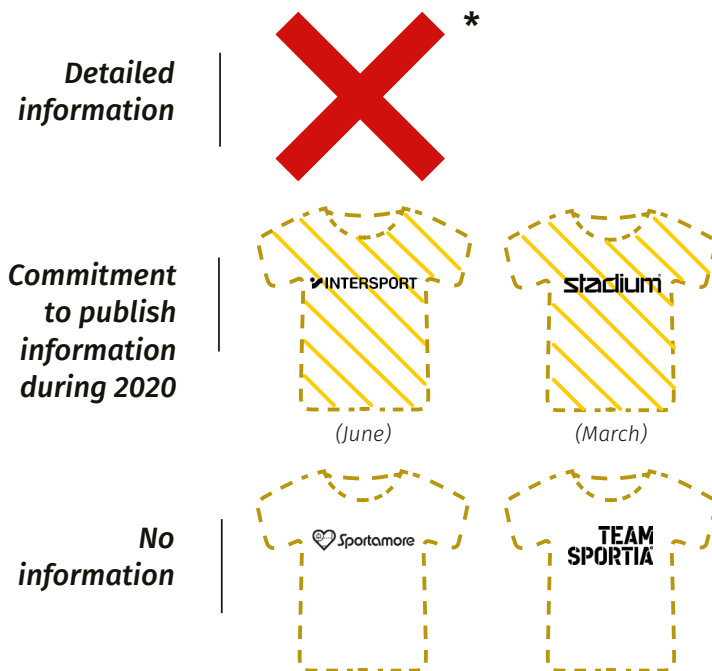 *
Detailed
information
Commitment
to publish
information
during 2020
INTERSPORT
stadium
(June)
(March)
No
information
Sportamore
TEAM
SPORTIA